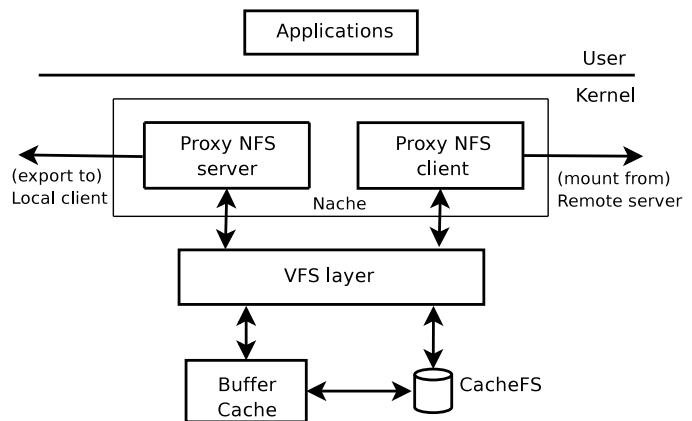 Applications
User
Kernel
Proxy NFS
server
Proxy NFS
client
(export to)
Local client
(mount from)
Remote server
Nache
VFS layer
Buffer
Cache
CacheFS